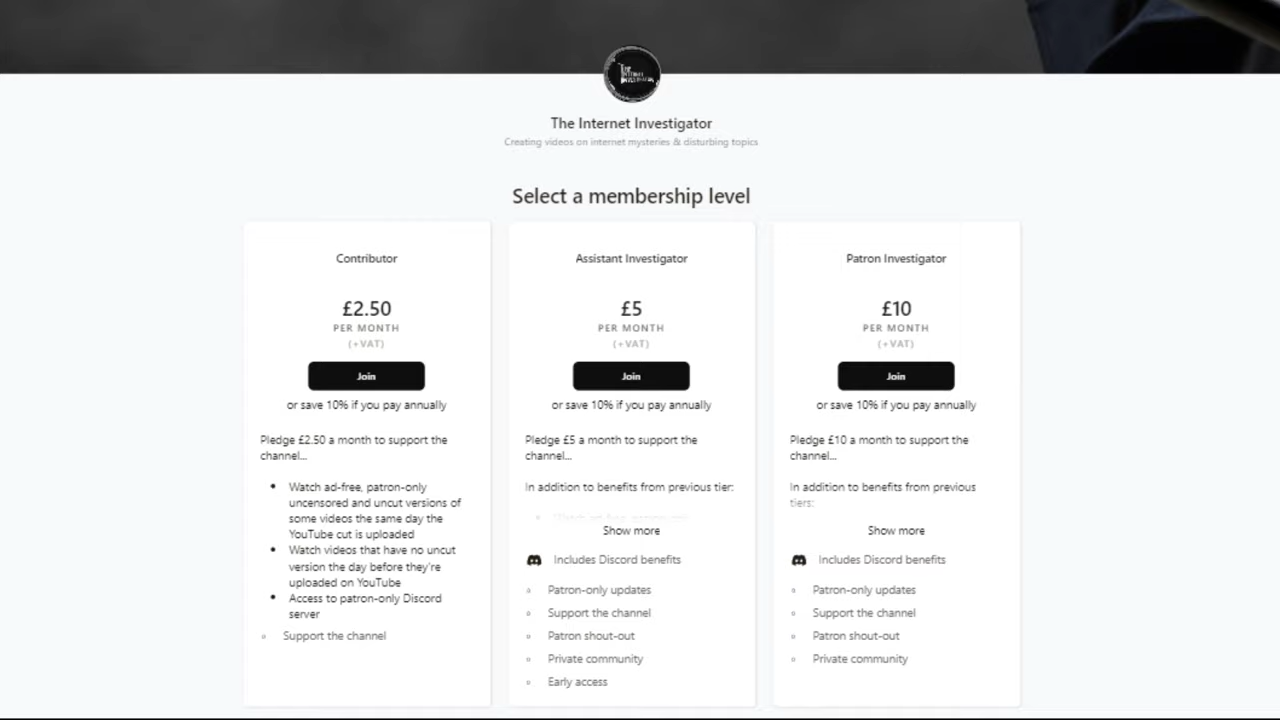 The Internet Investigator
Creating videos on internet mysteries & disturbing topics
Select a membership level
Contributor
£2.50
PER MONTH
(+VAT)
Join
or save 10% if you pay annually
Pledge £2.50 a month to support the
channel...
• Watch ad-free, patron-only
uncensored and uncut versions of
some videos the same day the
YouTube cut is uploaded
• Watch videos that have no uncut
version the day before they're
uploaded on YouTube
• Access to patron-only Discord
server
Support the channel
Assistant Investigator
£5
PER MONTH
(+VAT)
Join
or save 10% if you pay annually
Pledge £5 a month to support the
channel...
In addition to benefits from previous tier:
Show more
Includes Discord benefits
Patron-only updates
Support the channel
Patron shout-out
Private community
Early access
Patron Investigator
£10
PER MONTH
(+VAT)
Join
or save 10% if you pay annually
Pledge £10 a month to support the
channel...
In addition to benefits from previous
tiers:
Show more
Includes Discord benefits
Patron-only updates
Support the channel
Patron shout-out
Private community